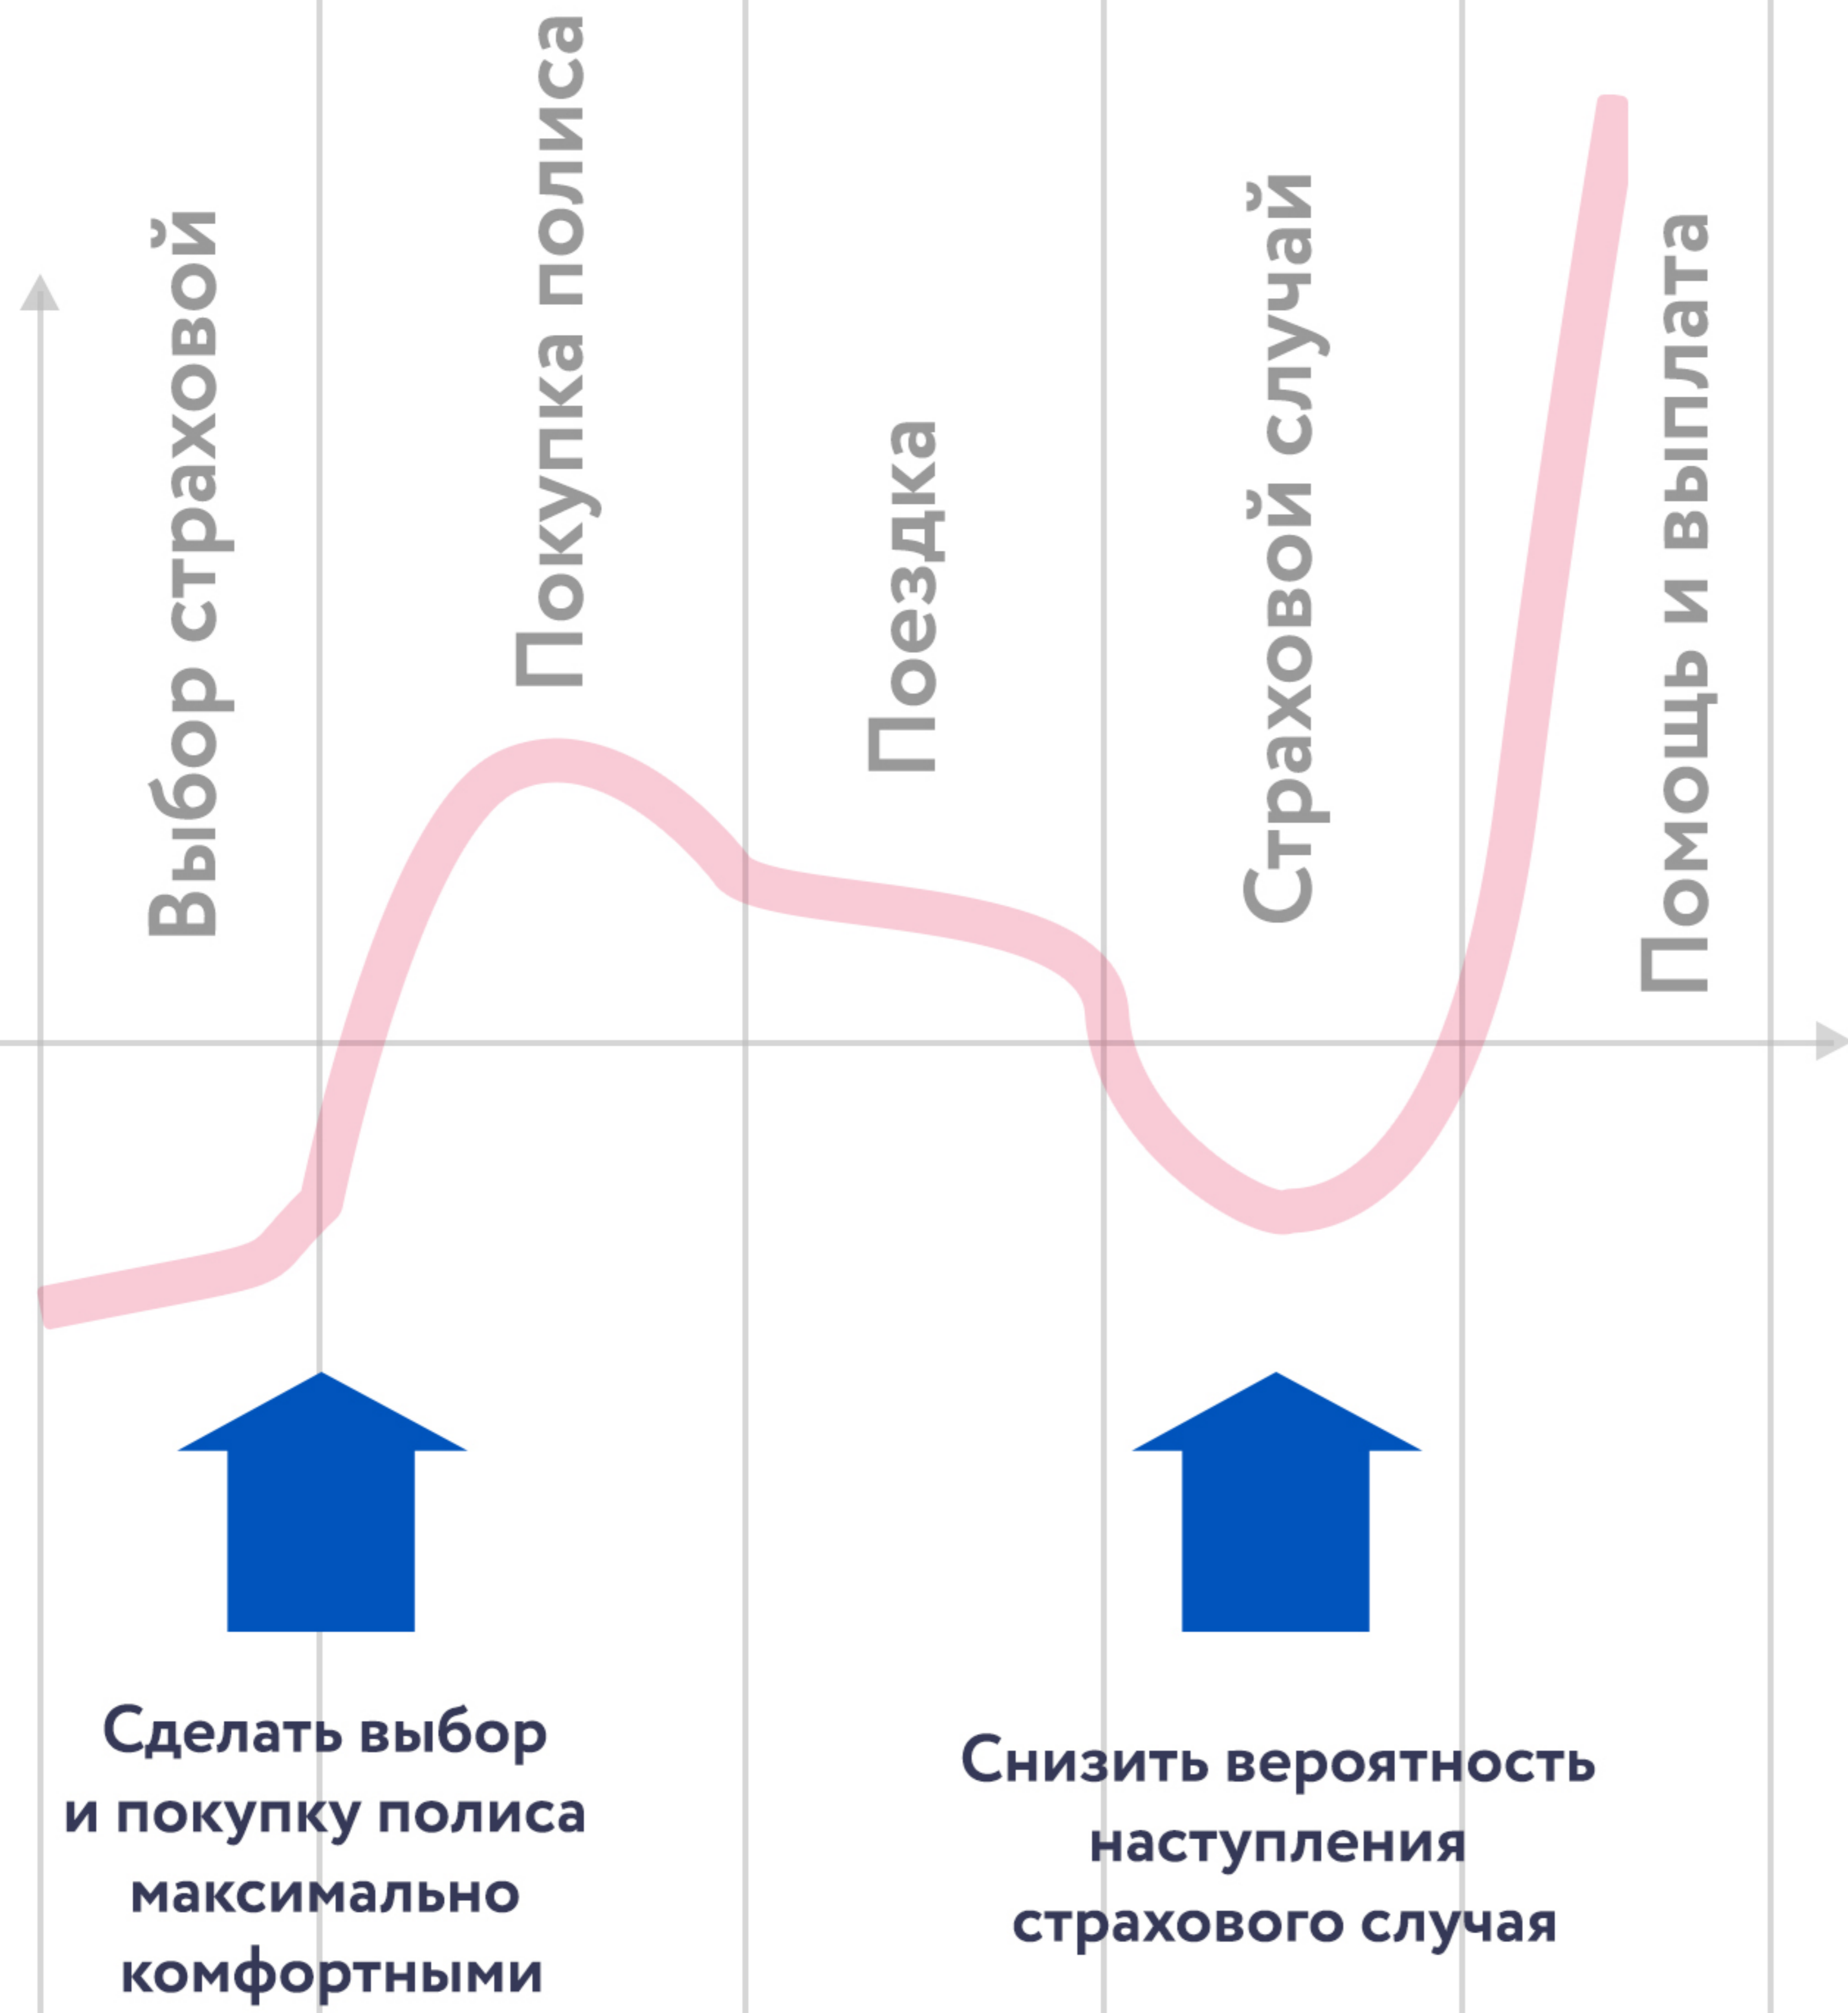 Выбор страховой
Покупка полиса
Поездка
Страховой случай
Помощь и выплата
Сделать выбор
и покупку полиса
максимально
комфортными
Снизить вероятность
наступления
страхового случая